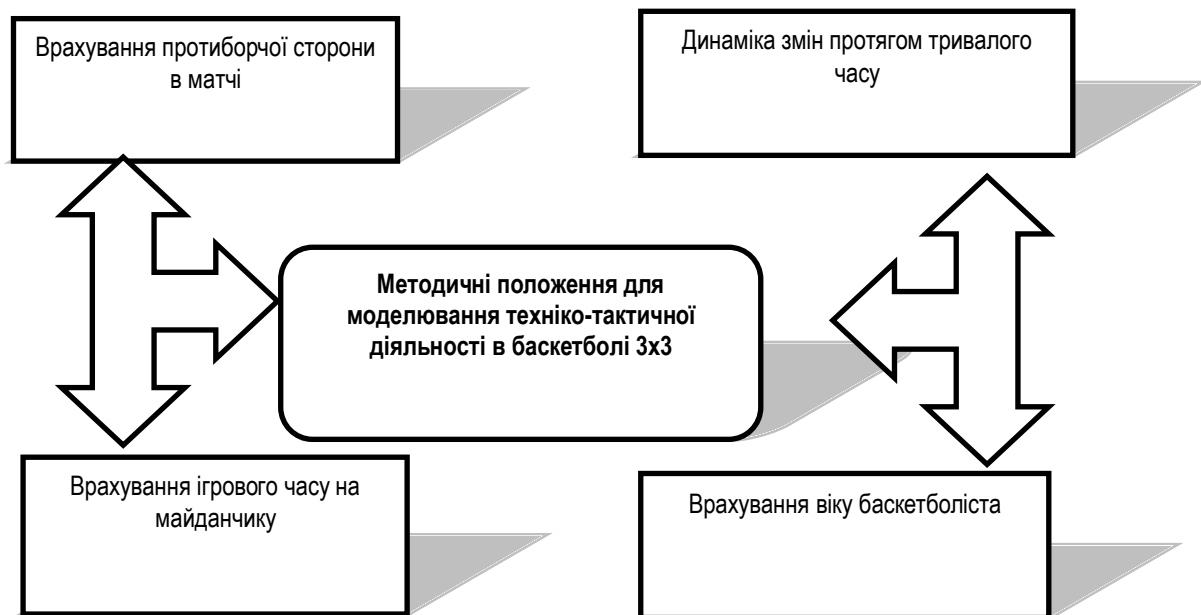 Врахування протиборчої сторони
в матчі
Динаміка змін протягом тривалого
часу
Методичні положення для
моделювання техніко-тактичної
діяльності в баскетболі 3х3
Врахування ігрового часу на
майданчику
Врахування віку баскетболіста